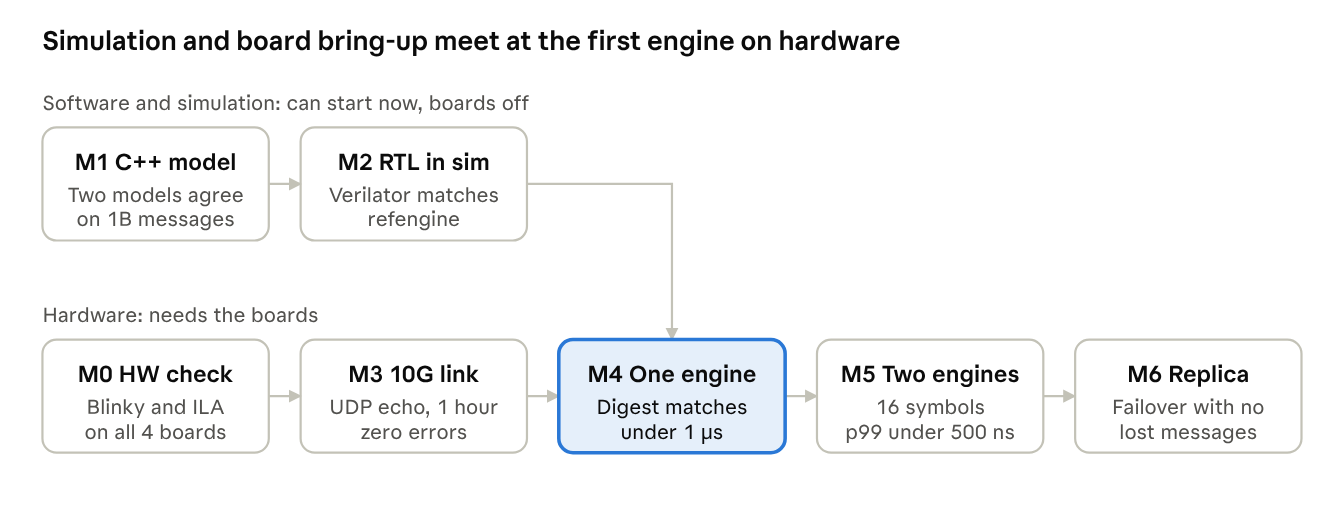 Simulation and board bring-up meet at the first engine on hardware
Software and simulation: can start now, boards off
M1 C++ model
Two models agree
on 1B messages
M2 RTL in sim
Verilator matches
refengine
Hardware: needs the boards
M0 HW check
Blinky and ILA
on all 4 boards
M3 10G link
UDP echo, 1 hour
zero errors
M4 One engine
Digest matches
under 1 µs
M5 Two engines
16 symbols
p99 under 500 ns
M6 Replica
Failover with no
lost messages